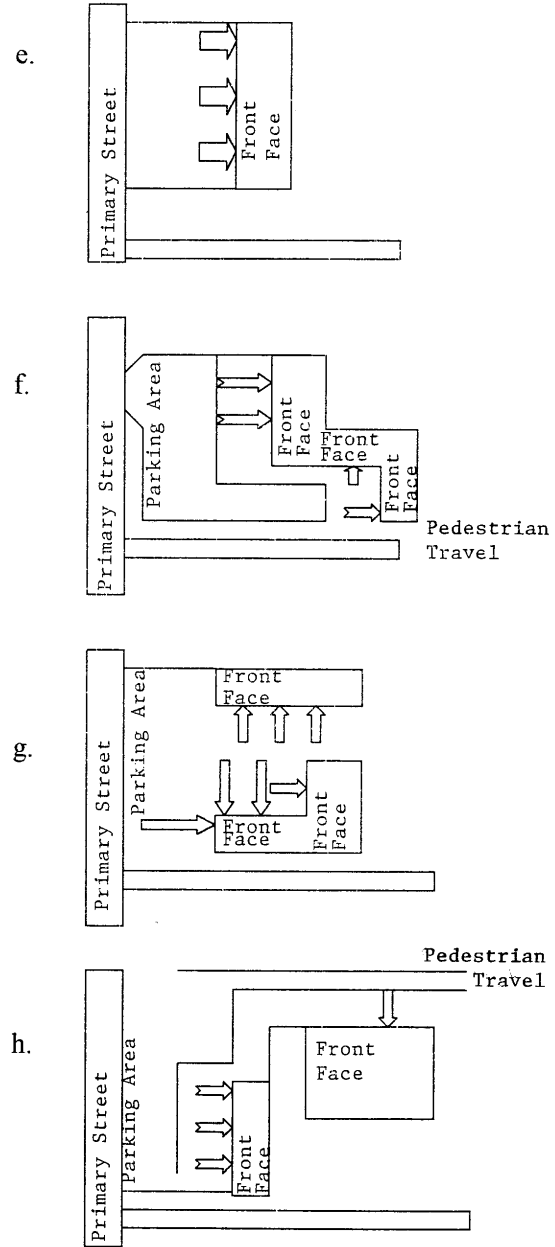 e.
Primary Street
Front
Face
f.
Primary Street
Parking Area
Front
Face
Front
Face
Front
Face
Pedestrian
Travel
g.
Primary Street
Parking Area
Front
Face
Front
Face
Front
Face
h.
Pedestrian
Travel
Primary Street
Parking Area
Front
Face
Front
Face